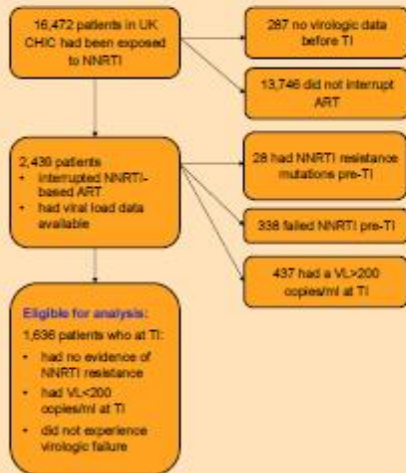 16,472 patients in UK
CHIC had been exposed
to NNRTI
287 no virologic data
before TI
13,746 did not interrupt
ART
2,439 patients
• interrupted NNRTI-
based ART
• had viral load data
available
28 had NNRTI resistance
mutations pre-TI
338 failed NNRTI pre-TI
437 had a VL>200
copies/ml at TI
Eligible for analysis:
1,636 patients who at TI:
• had no evidence of
NNRTI resistance
• had VL<200
copies/ml at TI
• did not experience
virologic failure